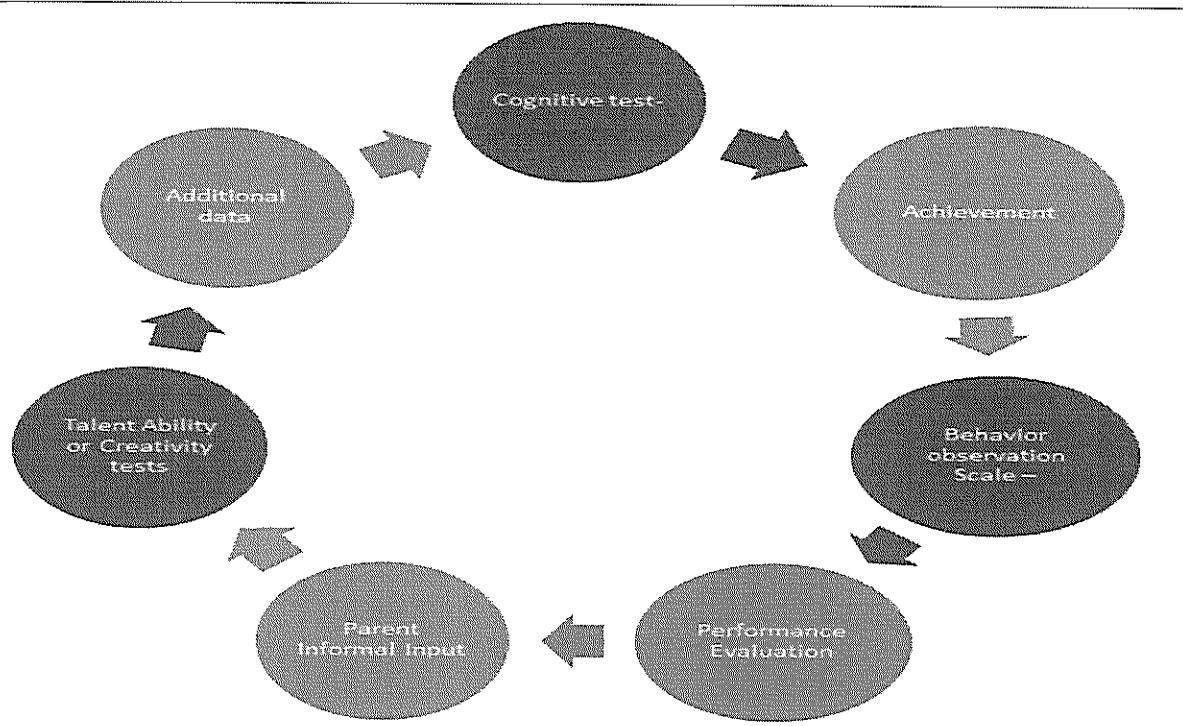 Cognitive test-
Achievement
Behavior
observation
Scale –
Performance
Evaluation
Parent
Informal Input
Talent Ability
or Creativity
tests
Additional
data